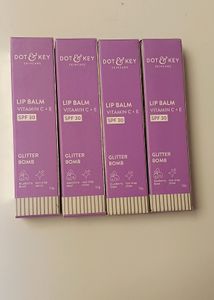 DOT & KEY
SKINCARE
LIP BALM
VITAMIN C + E
SPF 30
GLITTER
BOMB
DOT & KEY
SKINCARE
LIP BALM
VITAMIN C + E
SPF 30
GLITTER
BOMB
DOT & KEY
SKINCARE
LIP BALM
VITAMIN C + E
SPF 30
GLITTER
BOMB
DOT & KEY
SKINCARE
LIP BALM
VITAMIN C + E
SPF 30
GLITTER
BOMB